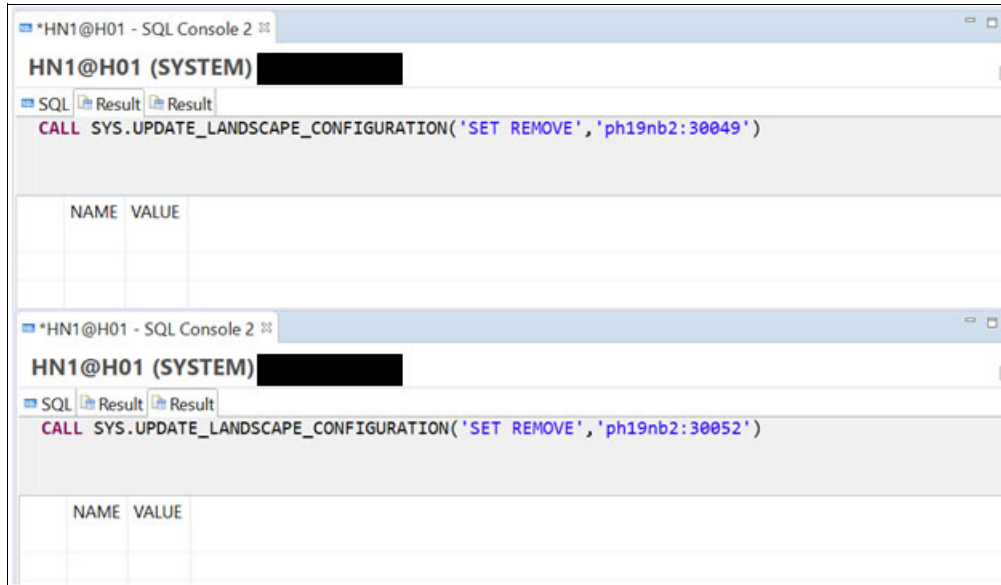 *HN1@H01 - SQL Console 2
HN1@H01 (SYSTEM)
SQL Result Result
CALL SYS.UPDATE_LANDSCAPE_CONFIGURATION('SET REMOVE','ph19nb2:30049')
NAME VALUE
*HN1@H01 - SQL Console 2
HN1@H01 (SYSTEM)
SQL Result Result
CALL SYS.UPDATE_LANDSCAPE_CONFIGURATION('SET REMOVE','ph19nb2:30052')
NAME VALUE